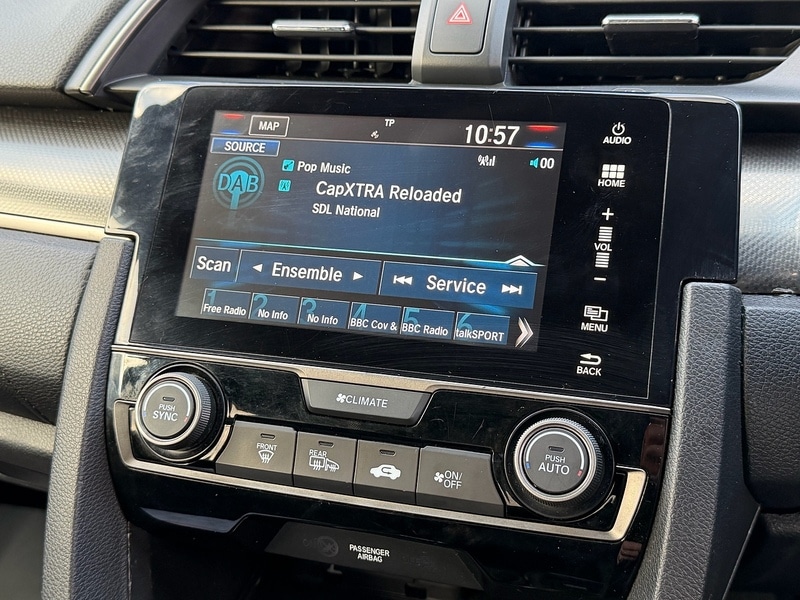 MAP
TP
10:57
AUDIO
SOURCE
DAB
Pop Music
00
CapXTRA Reloaded
SDL National
HOME
+
VOL
−
Scan
Ensemble
Service
1 Free Radio
2 No Info
3 No Info
4 BBC Cov &
5 BBC Radio
6 talkSPORT
MENU
BACK
CLIMATE
PUSH
SYNC
FRONT
REAR
ON/
OFF
PUSH
AUTO
PASSENGER
AIRBAG